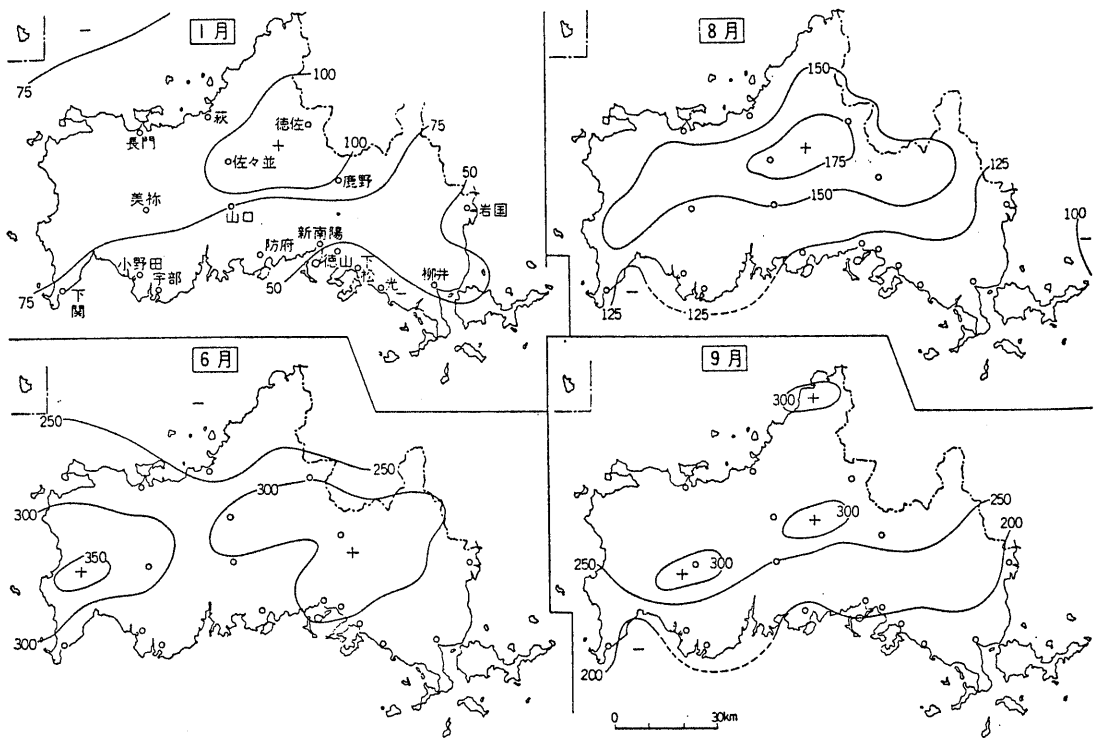 1月
100
75
萩
徳佐
長門
佐々並
100
75
鹿野
50
美祢
山口
岩国
新南陽
防府
徳山
下松
小野田
宇部
50
光
柳井
75
下関
8月
150
175
125
150
100
125
125
6月
250
250
300
300
350
300
9月
300
300
250
200
300
250
200
0 30km